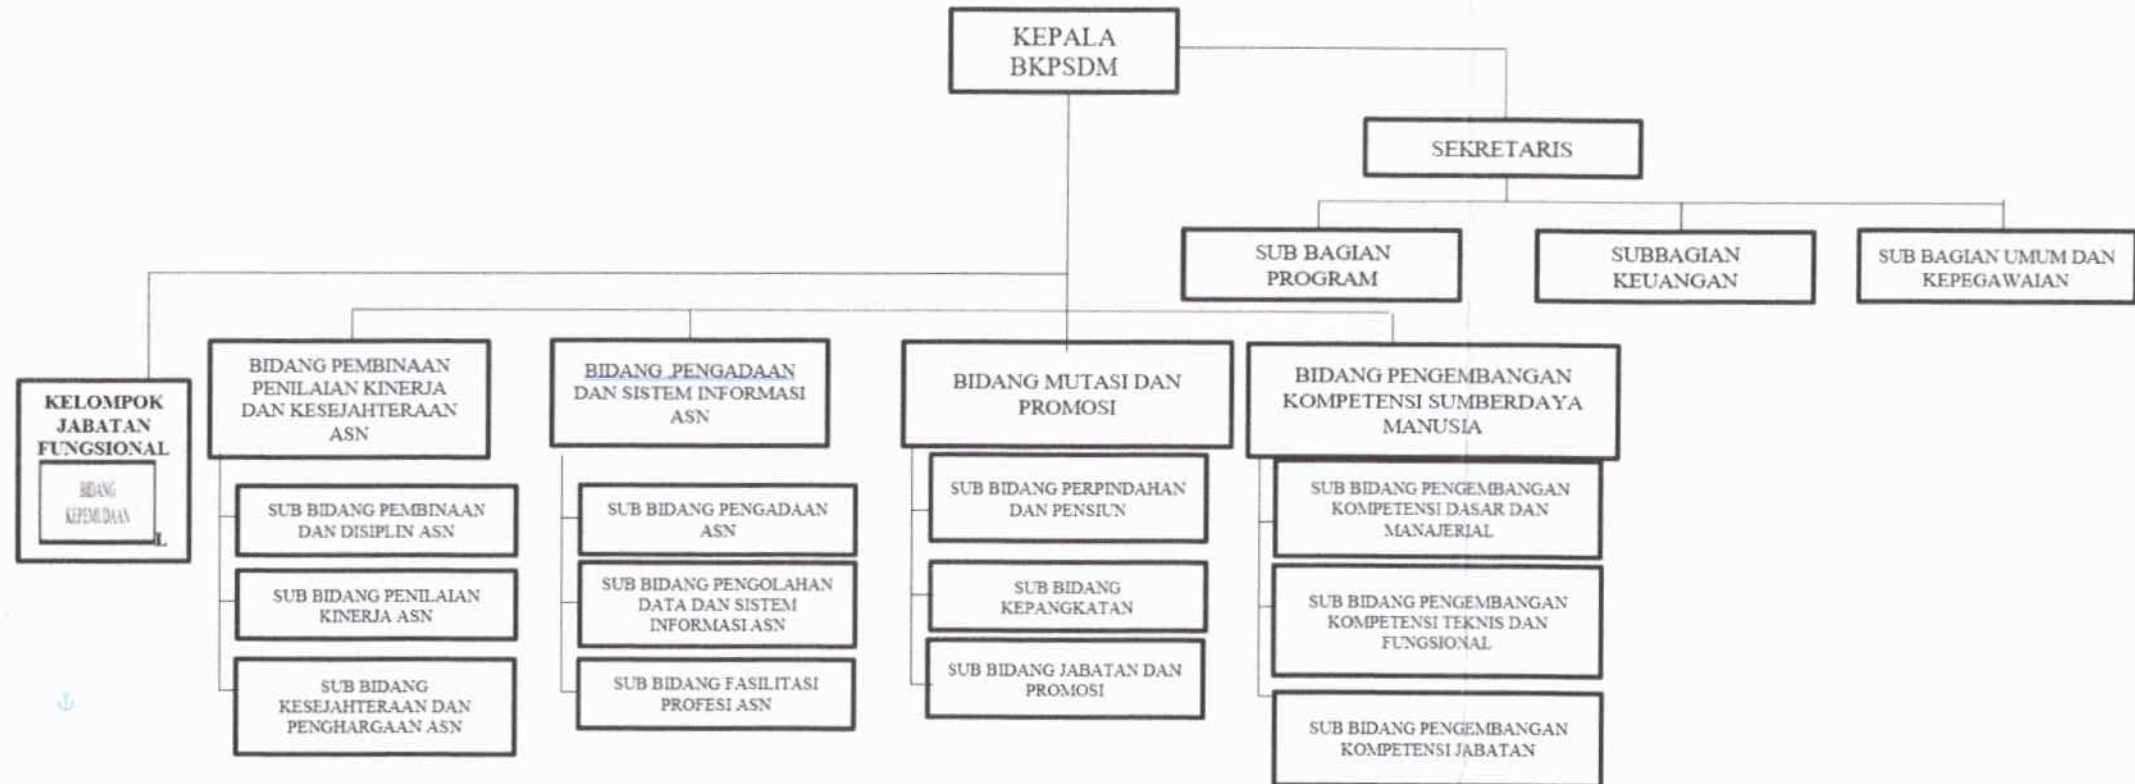 KEPALA
BKPSDM
SEKRETARIS
SUB BAGIAN
PROGRAM
SUBBAGIAN
KEUANGAN
SUB BAGIAN UMUM DAN
KEPEGAWAIAN
KELOMPOK
JABATAN
FUNGSIONAL
BIDANG
KEPEMUDAAN
L
BIDANG PEMBINAAN
PENILAIAN KINERJA
DAN KESEJAHTERAAN
ASN
SUB BIDANG PEMBINAAN
DAN DISIPLIN ASN
SUB BIDANG PENILAIAN
KINERJA ASN
SUB BIDANG
KESEJAHTERAAN DAN
PENGHARGAAN ASN
BIDANG PENGADAAN
DAN SISTEM INFORMASI
ASN
SUB BIDANG PENGADAAN
ASN
SUB BIDANG PENGOLAHAN
DATA DAN SISTEM
INFORMASI ASN
SUB BIDANG FASILITASI
PROFESI ASN
BIDANG MUTASI DAN
PROMOSI
SUB BIDANG PERPINDAHAN
DAN PENSIUN
SUB BIDANG
KEPANGKATAN
SUB BIDANG JABATAN DAN
PROMOSI
BIDANG PENGEMBANGAN
KOMPETENSI SUMBERDAYA
MANUSIA
SUB BIDANG PENGEMBANGAN
KOMPETENSI DASAR DAN
MANAJERIAL
SUB BIDANG PENGEMBANGAN
KOMPETENSI TEKNIS DAN
FUNGSIONAL
SUB BIDANG PENGEMBANGAN
KOMPETENSI JABATAN